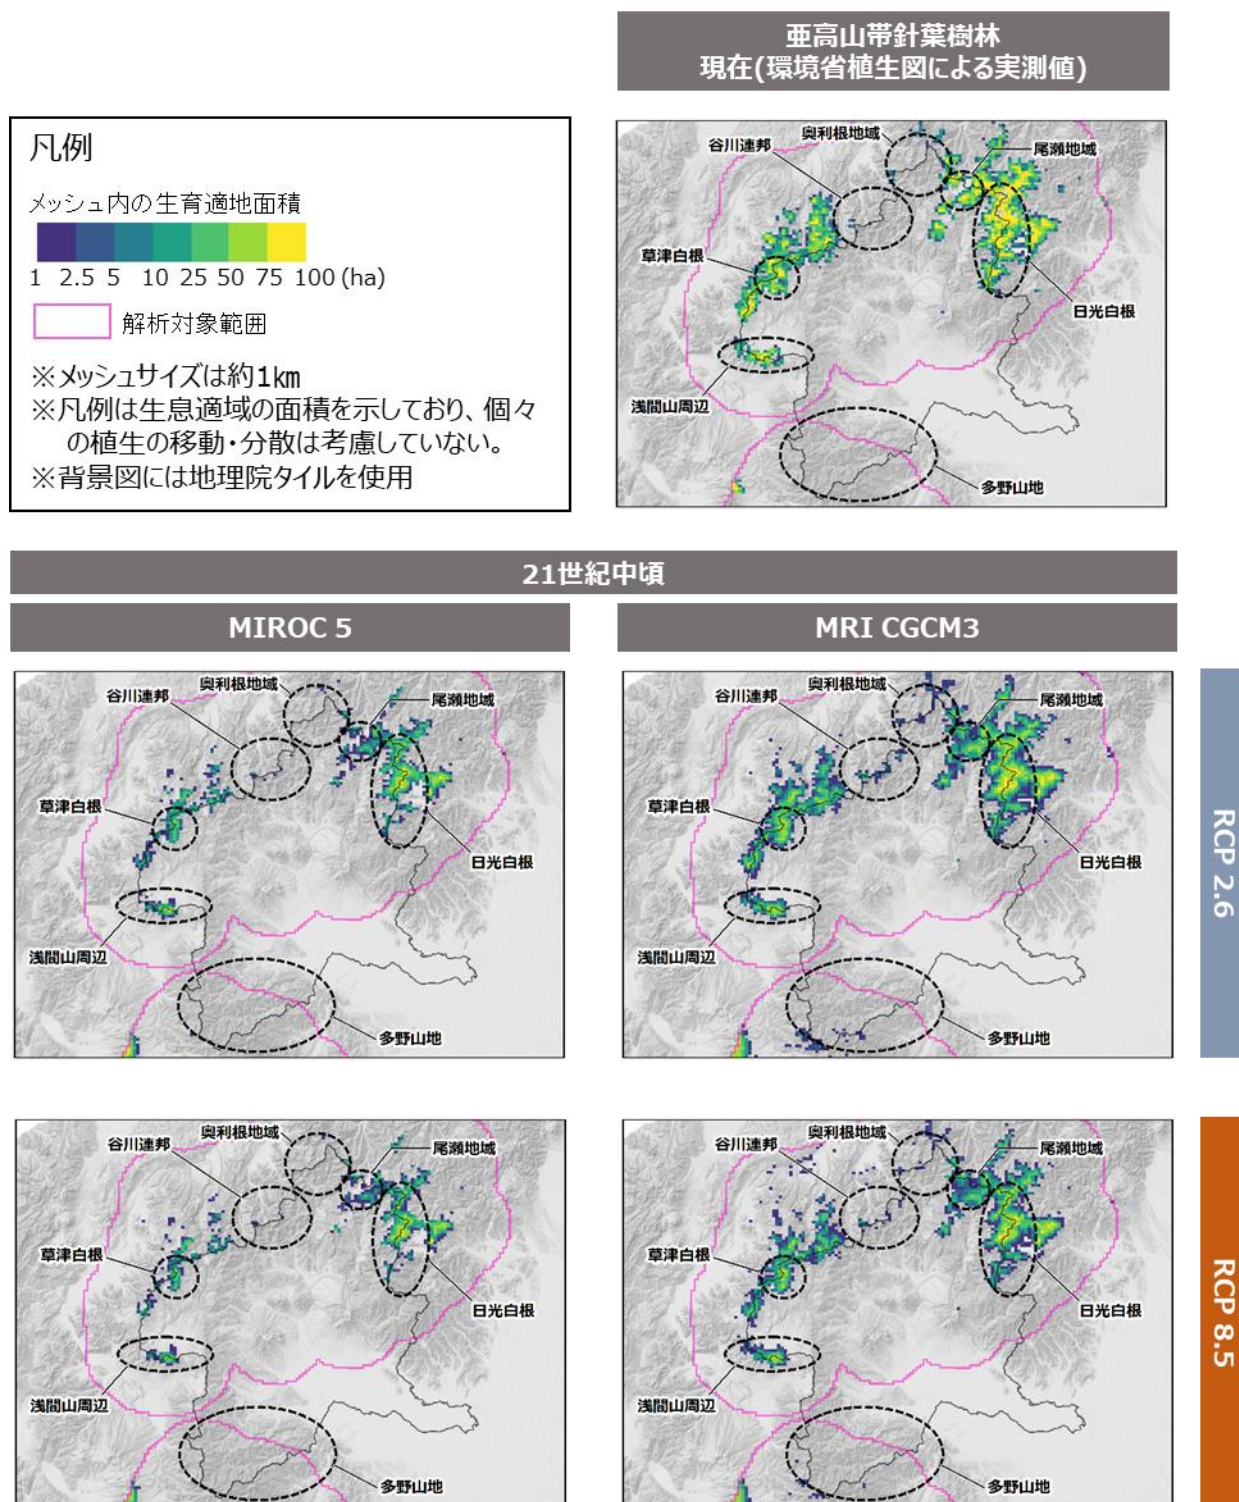 亜高山帯針葉樹林
現在(環境省植生図による実測値)
凡例
メッシュ内の生育適地面積
1 2.5 5 10 25 50 75 100 (ha)
解析対象範囲
※メッシュサイズは約1km
※凡例は生息適域の面積を示しており、個々
の植生の移動・分散は考慮していない。
※背景図には地理院タイルを使用
奥利根地域
谷川連邦
尾瀬地域
草津白根
日光白根
浅間山周辺
多野山地
21世紀中頃
MIROC 5
MRI CGCM3
奥利根地域
谷川連邦
尾瀬地域
草津白根
日光白根
浅間山周辺
多野山地
奥利根地域
谷川連邦
尾瀬地域
草津白根
日光白根
浅間山周辺
多野山地
RCP 2.6
奥利根地域
谷川連邦
尾瀬地域
草津白根
日光白根
浅間山周辺
多野山地
奥利根地域
谷川連邦
尾瀬地域
草津白根
日光白根
浅間山周辺
多野山地
RCP 8.5